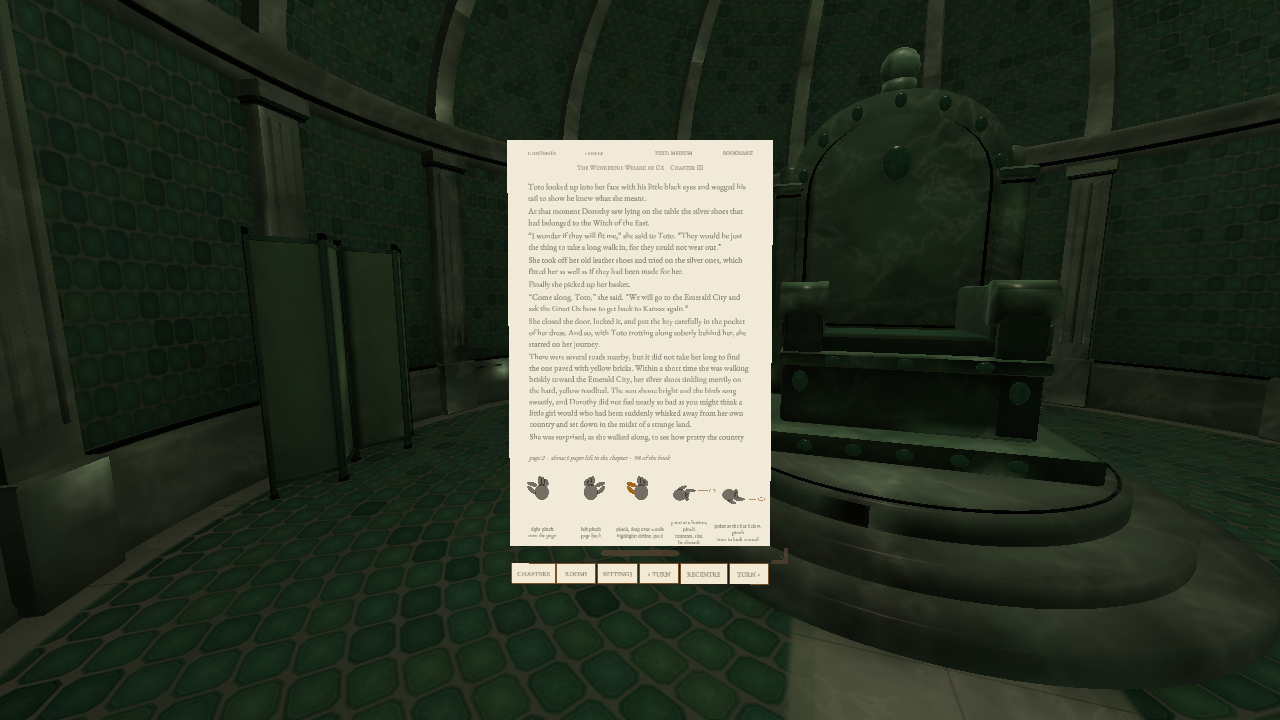 CONTENTS
TEXT: MEDIUM
BOOKMARK
The Wonderful Wizard of Oz Chapter III
Toto looked up into her face with his little black eyes and wagged his
tail to show he knew what she meant.
At that moment Dorothy saw lying on the table the silver shoes that
had belonged to the Witch of the East.
“I wonder if they will fit me,” she said to Toto. “They would be just
the thing to take a long walk in, for they could not wear out.”
She took off her old leather shoes and tried on the silver ones, which
fitted her as well as if they had been made for her.
Finally she picked up her basket.
“Come along, Toto,” she said. “We will go to the Emerald City and
ask the Great Oz how to get back to Kansas again.”
She closed the door, locked it, and put the key carefully in the pocket
of her dress. And so, with Toto trotting along soberly behind her, she
started on her journey.
There were several roads nearby, but it did not take her long to find
the one paved with yellow bricks. Within a short time she was walking
briskly toward the Emerald City, her silver shoes tinkling merrily on
the hard, yellow roadbed. The sun shone bright and the birds sang
sweetly, and Dorothy did not feel nearly so bad as you might think a
little girl would who had been suddenly whisked away from her own
country and set down in the midst of a strange land.
She was surprised, as she walked along, to see how pretty the country
right pinch
turn the page
left pinch
page back
CHAPTERS
ROOMS
SETTINGS
‹ TURN
RECENTRE
TURN ›